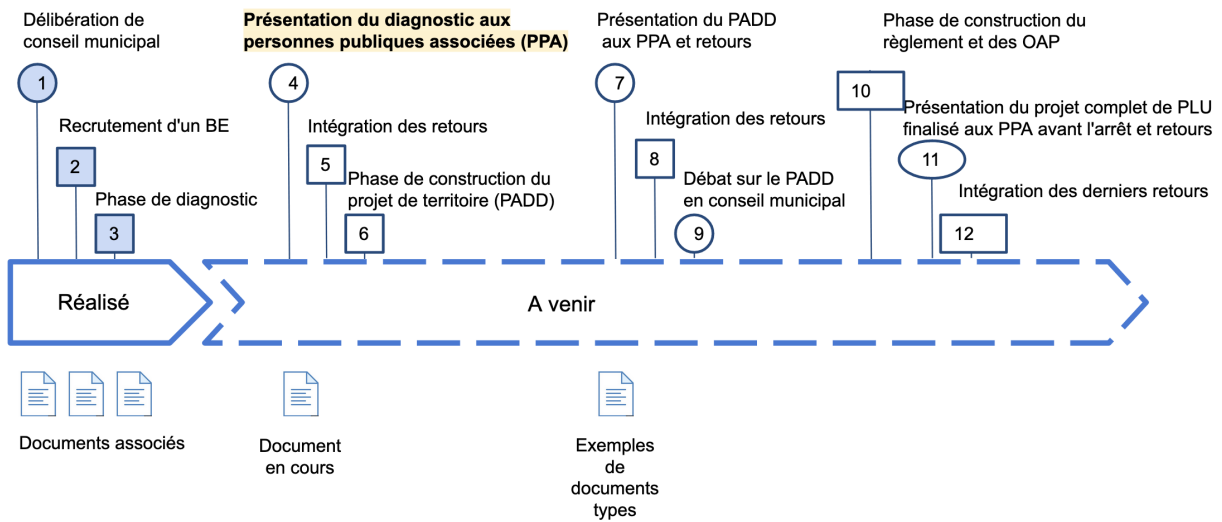 Délibération de
conseil municipal
1
Recrutement d'un BE
2
Phase de diagnostic
3
Présentation du diagnostic aux
personnes publiques associées (PPA)
4
Intégration des retours
5
Phase de construction du
projet de territoire (PADD)
6
Présentation du PADD
aux PPA et retours
7
Intégration des retours
8
Débat sur le PADD
en conseil municipal
9
Phase de construction du
règlement et des OAP
10
Présentation du projet complet de PLU
finalisé aux PPA avant l'arrêt et retours
11
Intégration des derniers retours
12
Réalisé
A venir
Documents associés
Document
en cours
Exemples
de
documents
types